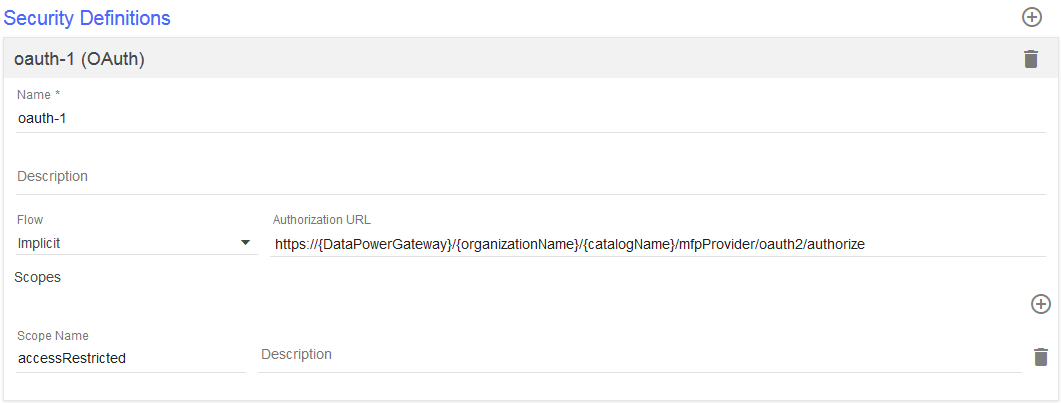 Security Definitions
oauth-1 (OAuth)
Name *
oauth-1
Description
Flow
Authorization URL
Implicit
https://{DataPowerGateway}/{organizationName}/{catalogName}/mfpProvider/oauth2/authorize
Scopes
Scope Name
accessRestricted
Description